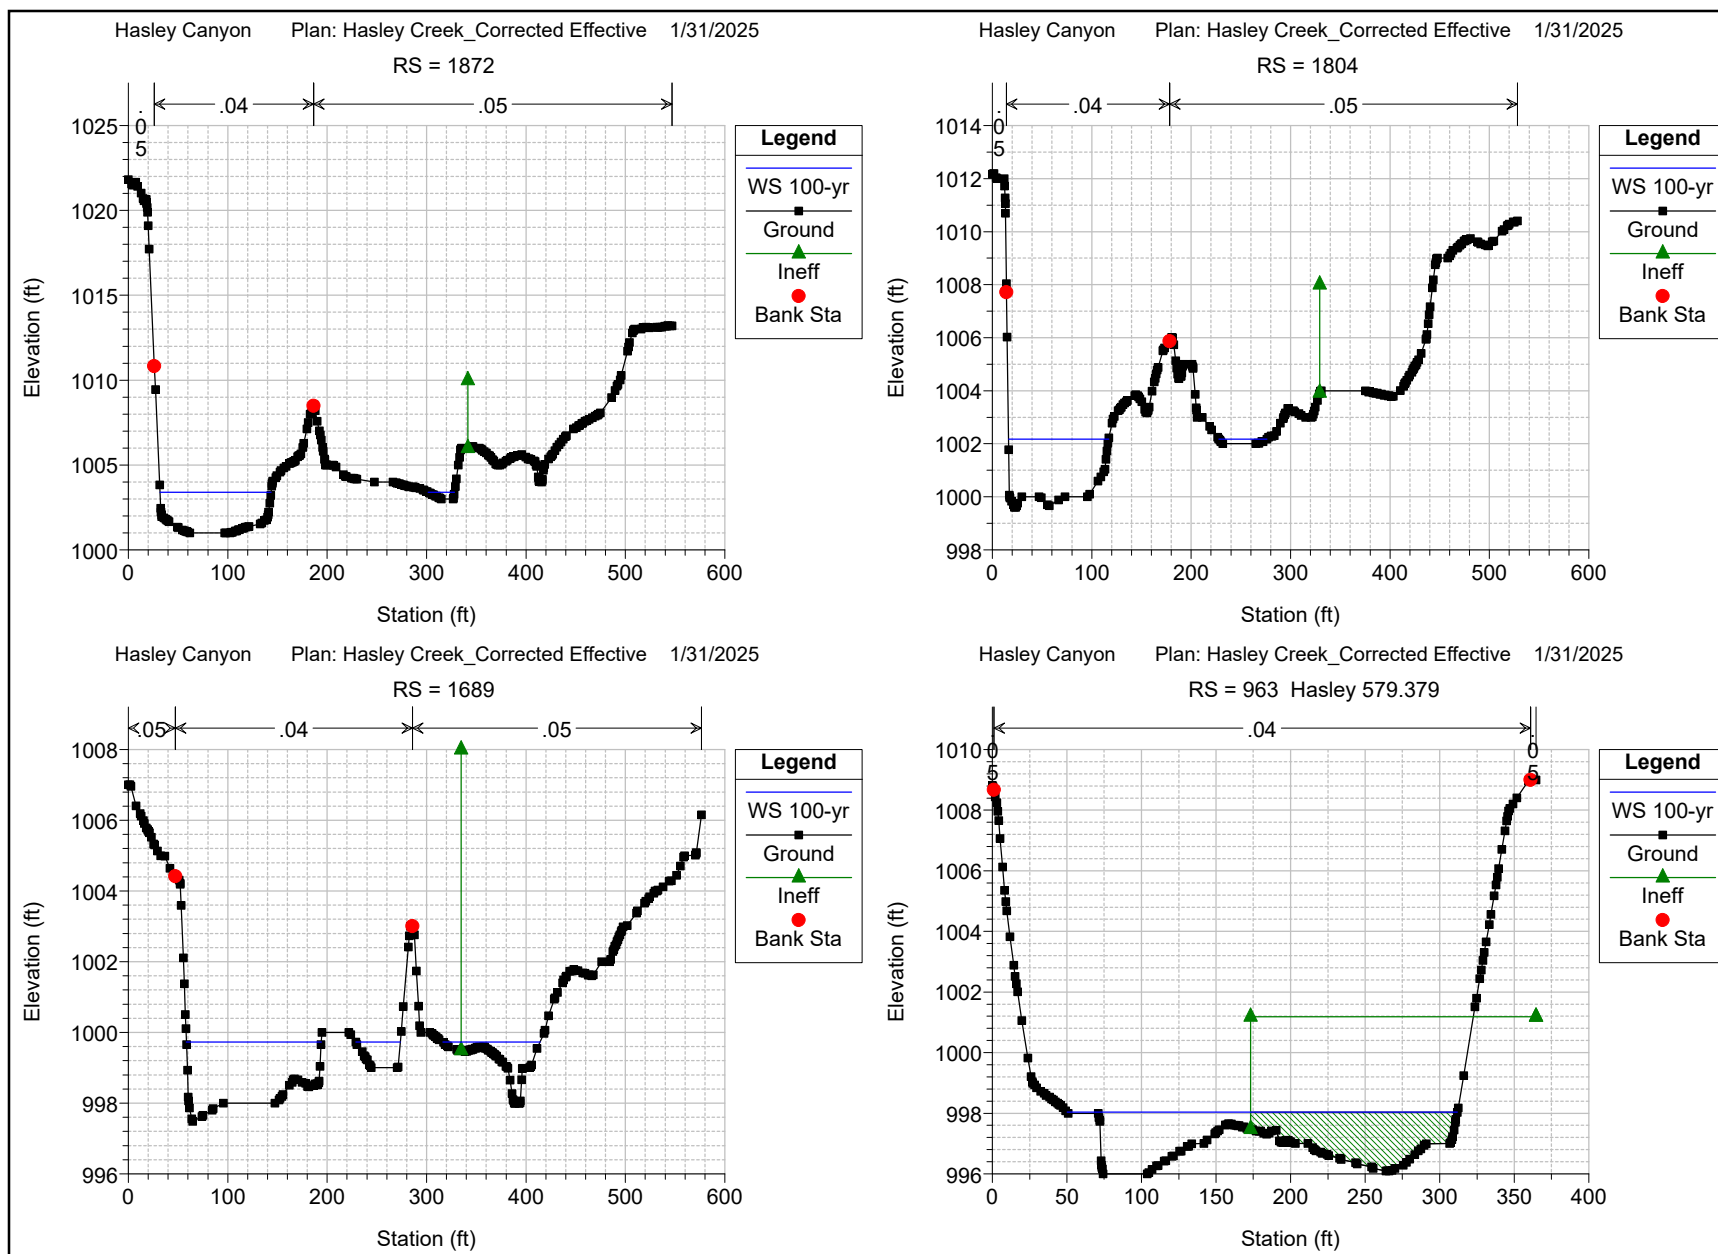 Hasley Canyon Plan: Hasley Creek_Corrected Effective 1/31/2025
RS = 1872
.05 .04 .05
Elevation (ft)
1025
1020
1015
1010
1005
1000
0 100 200 300 400 500 600
Station (ft)
Legend
WS 100-yr
Ground
Ineff
Bank Sta
Hasley Canyon Plan: Hasley Creek_Corrected Effective 1/31/2025
RS = 1804
.05 .04 .05
Elevation (ft)
1014
1012
1010
1008
1006
1004
1002
1000
998
0 100 200 300 400 500 600
Station (ft)
Legend
WS 100-yr
Ground
Ineff
Bank Sta
Hasley Canyon Plan: Hasley Creek_Corrected Effective 1/31/2025
RS = 1689
.05 .04 .05
Elevation (ft)
1008
1006
1004
1002
1000
998
996
0 100 200 300 400 500 600
Station (ft)
Legend
WS 100-yr
Ground
Ineff
Bank Sta
Hasley Canyon Plan: Hasley Creek_Corrected Effective 1/31/2025
RS = 963 Hasley 579.379
.05 .04 .05
Elevation (ft)
1010
1008
1006
1004
1002
1000
998
996
0 50 100 150 200 250 300 350 400
Station (ft)
Legend
WS 100-yr
Ground
Ineff
Bank Sta